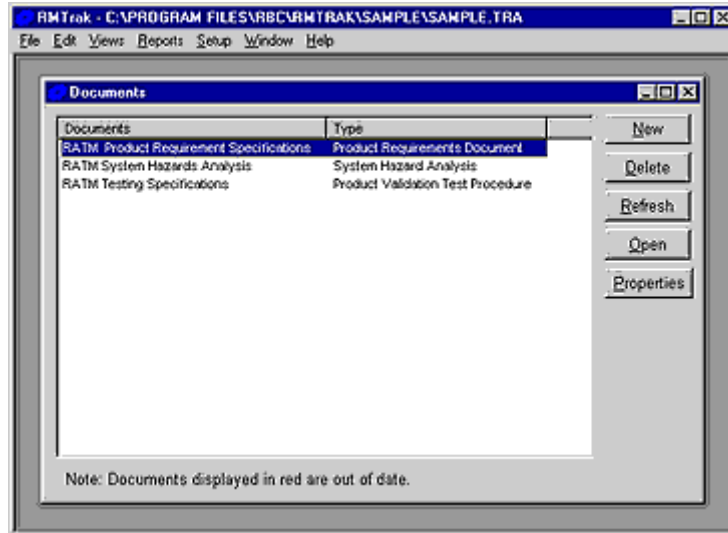 RMTrak - C:\PROGRAM FILES\RBC\RMTRAK\SAMPLE\SAMPLE.TRA
File Edit Views Reports Setup Window Help
Documents
Documents Type
RATM Product Requirement Specifications Product Requirements Document
RATM System Hazards Analysis System Hazard Analysis
RATM Testing Specifications Product Validation Test Procedure
New
Delete
Refresh
Open
Properties
Note: Documents displayed in red are out of date.